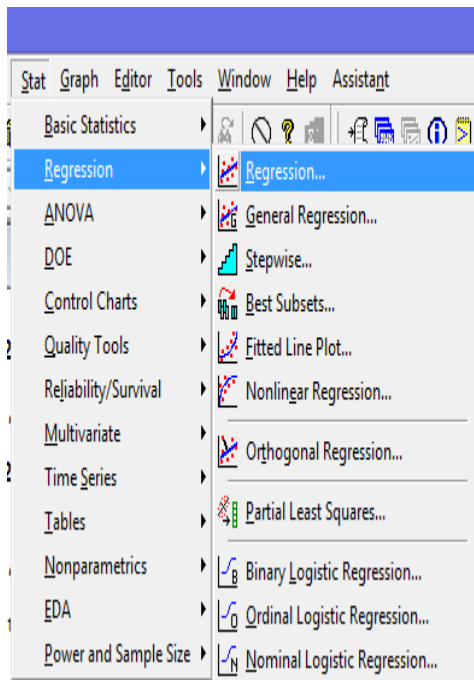 Stat Graph Editor Tools Window Help Assistant
Basic Statistics
Regression
ANOVA
DOE
Control Charts
Quality Tools
Reliability/Survival
Multivariate
Time Series
Tables
Nonparametrics
EDA
Power and Sample Size
Regression...
General Regression...
Stepwise...
Best Subsets...
Fitted Line Plot...
Nonlinear Regression...
Orthogonal Regression...
Partial Least Squares...
Binary Logistic Regression...
Ordinal Logistic Regression...
Nominal Logistic Regression...